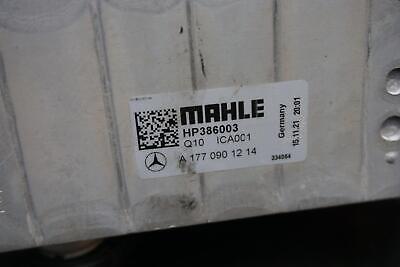 MAHLE
HP386003
Q10 ICA001
A 177 090 12 14
Germany
15.11.21 20:01
334064